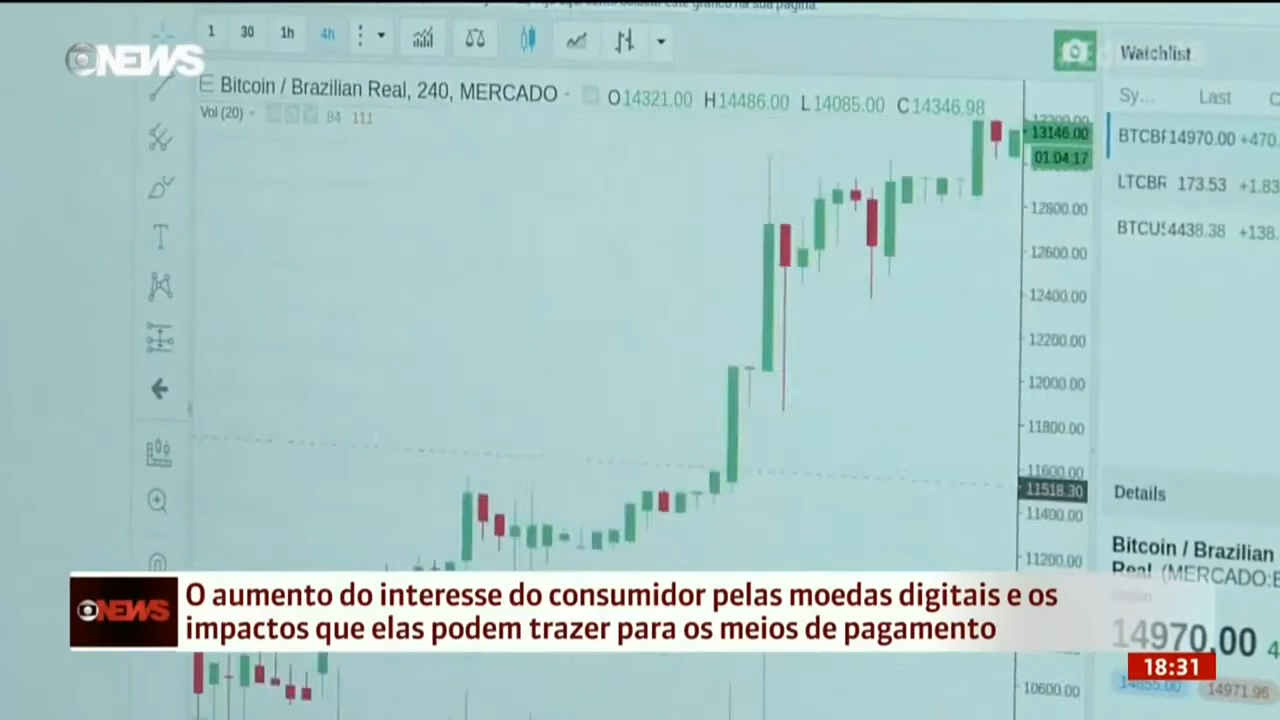 1 30 1h 4h
NEWS
Watchlist
Bitcoin / Brazilian Real, 240, MERCADO
O14321.00 H14486.00 L14085.00 C14346.98
Vol (20) 84 111
Sy... Last
13146.00
01:04:17
BTCBF 14970.00 +470.
LTCBR 173.53 +1.83
BTCUS 4438.38 +138.
12800.00
12600.00
12400.00
12200.00
12000.00
11800.00
11600.00
11518.30
11400.00
11200.00
Details
Bitcoin / Brazilian
Real (MERCADO:E
14970.00 4
NEWS
O aumento do interesse do consumidor pelas moedas digitais e os
impactos que elas podem trazer para os meios de pagamento
18:31
10600.00
14971.96